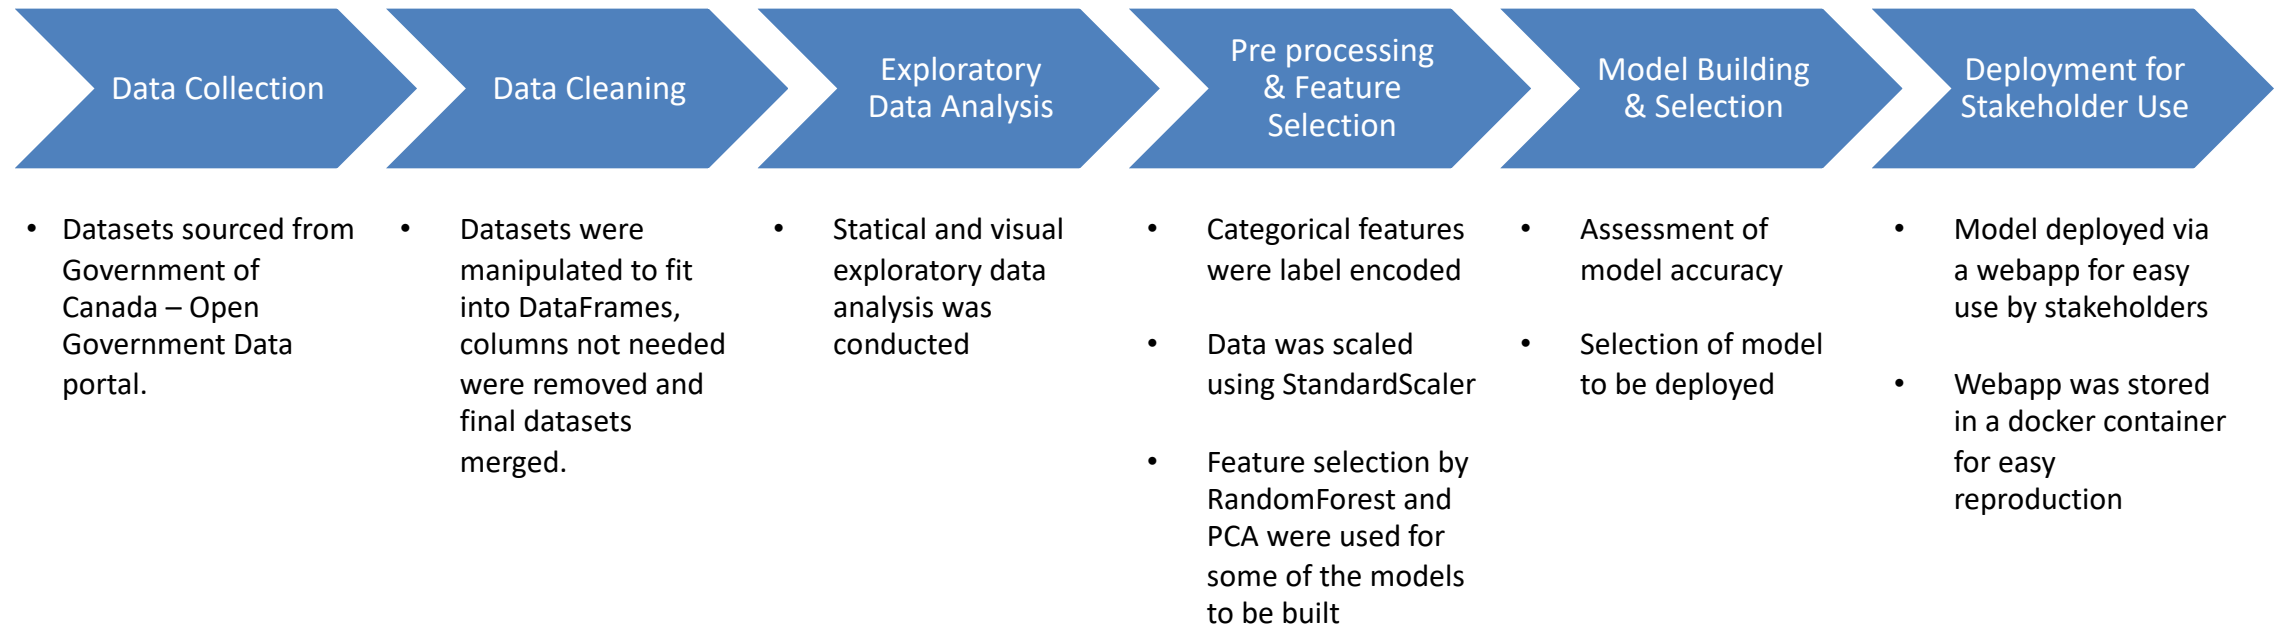 Data Collection
Data Cleaning
Exploratory
Data Analysis
Pre processing
& Feature
Selection
Model Building
& Selection
Deployment for
Stakeholder Use
• Datasets sourced from
Government of
Canada – Open
Government Data
portal.
• Datasets were
manipulated to fit
into DataFrames,
columns not needed
were removed and
final datasets
merged.
• Statical and visual
exploratory data
analysis was
conducted
• Categorical features
were label encoded
• Data was scaled
using StandardScaler
• Feature selection by
RandomForest and
PCA were used for
some of the models
to be built
• Assessment of
model accuracy
• Selection of model
to be deployed
• Model deployed via
a webapp for easy
use by stakeholders
• Webapp was stored
in a docker container
for easy
reproduction